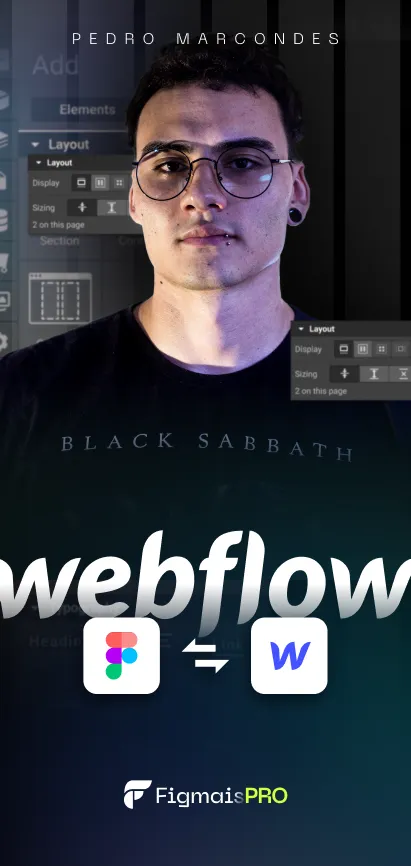 PEDRO MARCONDES
Add
Elements
Layout
Layout
Display
Sizing
2 on this page
Section
Layout
Display
Sizing
2 on this page
BLACK SABBATH
webflow
W
FigmaisPRO